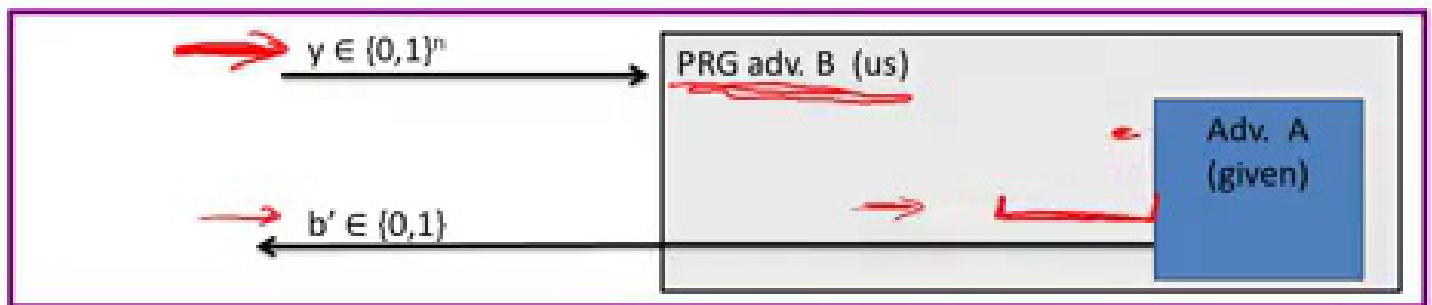 y ∈ {0,1}ⁿ
PRG adv. B (us)
Adv. A
(given)
b′ ∈ {0,1}